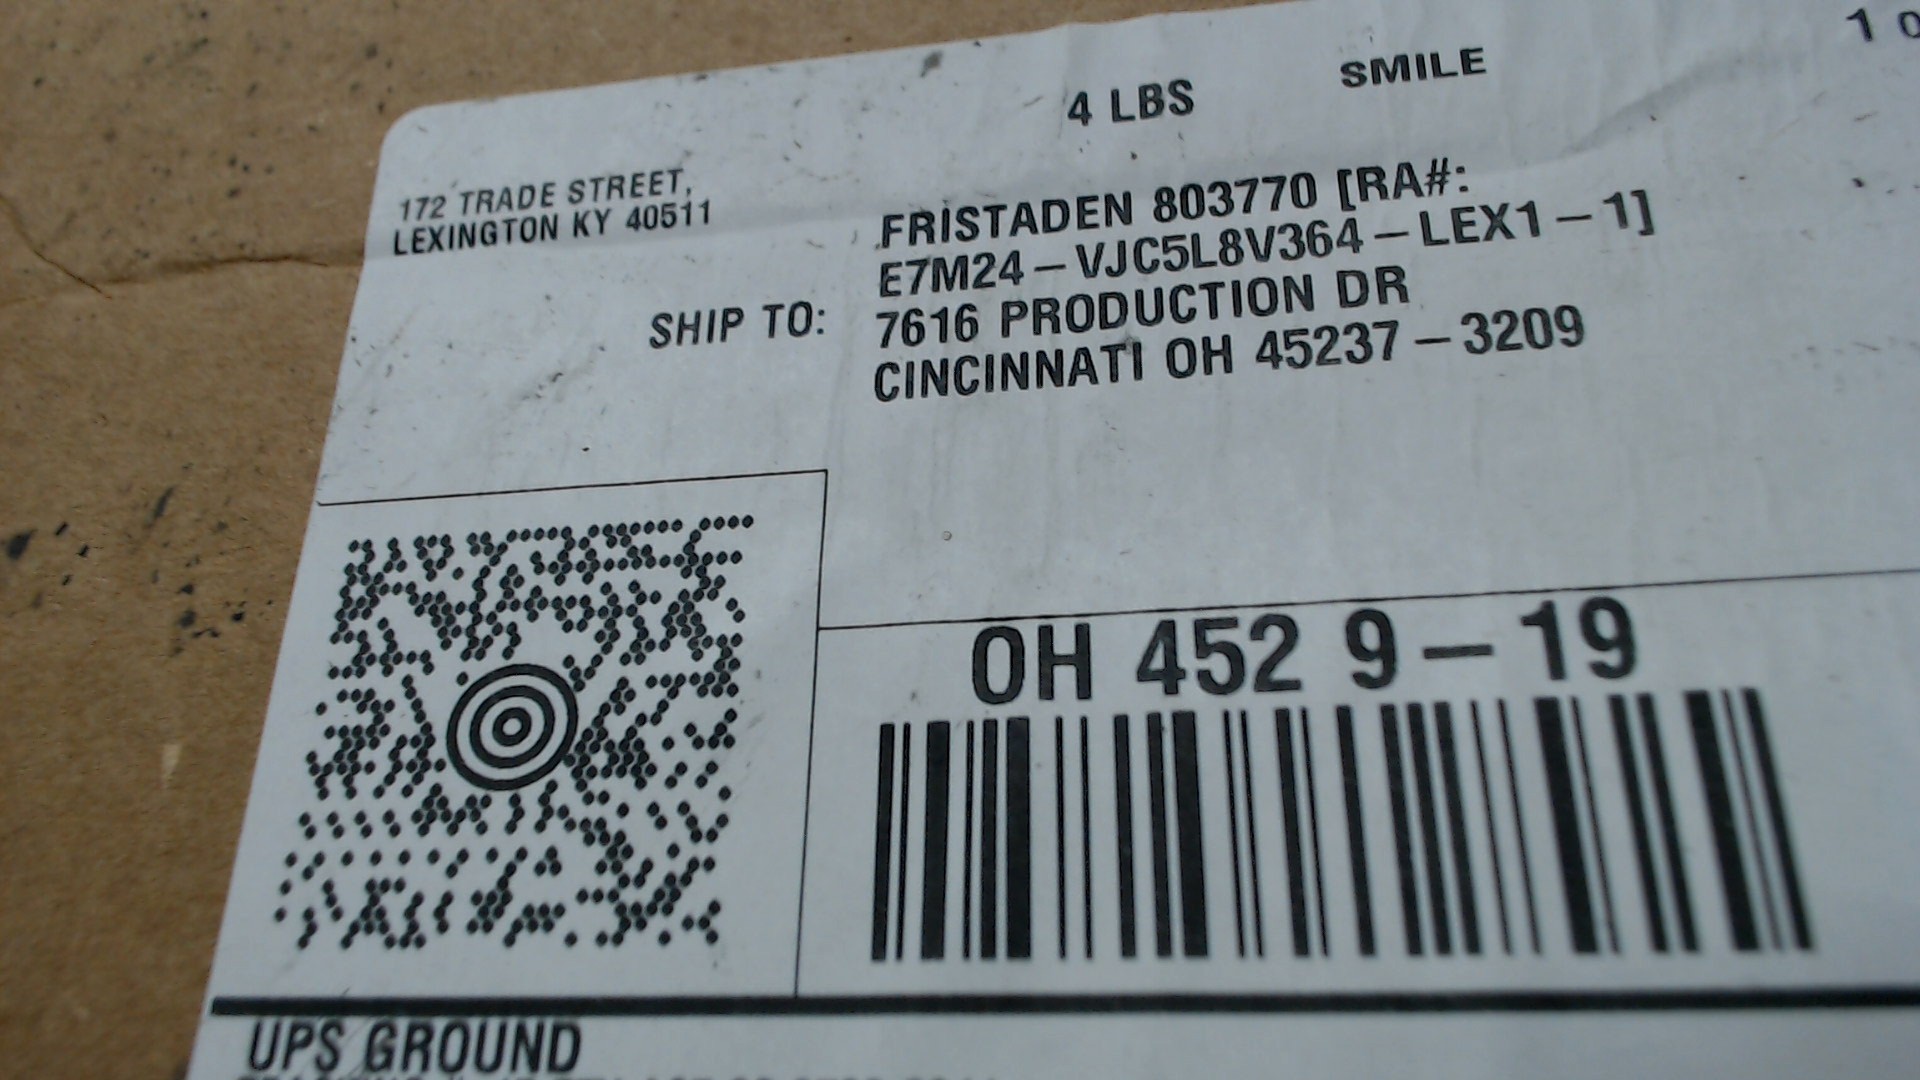 1 O
4 LBS
SMILE
172 TRADE STREET,
LEXINGTON KY 40511
SHIP TO:
FRISTADEN 803770 [RA#:
E7M24-VJC5L8V364-LEX1-1]
7616 PRODUCTION DR
CINCINNATI OH 45237-3209
OH 452 9-19
UPS GROUND